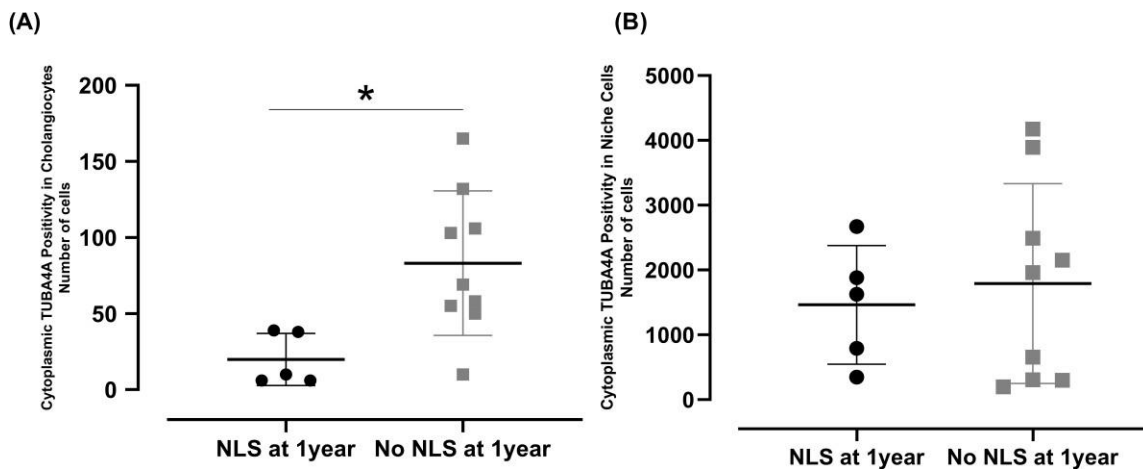 (A)
Cytoplasmic TUBA4A Positivity in Cholangiocytes
Number of cells
200
150
100
50
0
*
NLS at 1year
No NLS at 1year
(B)
Cytoplasmic TUBA4A Positivity in Niche Cells
Number of cells
5000
4000
3000
2000
1000
0
NLS at 1year
No NLS at 1year